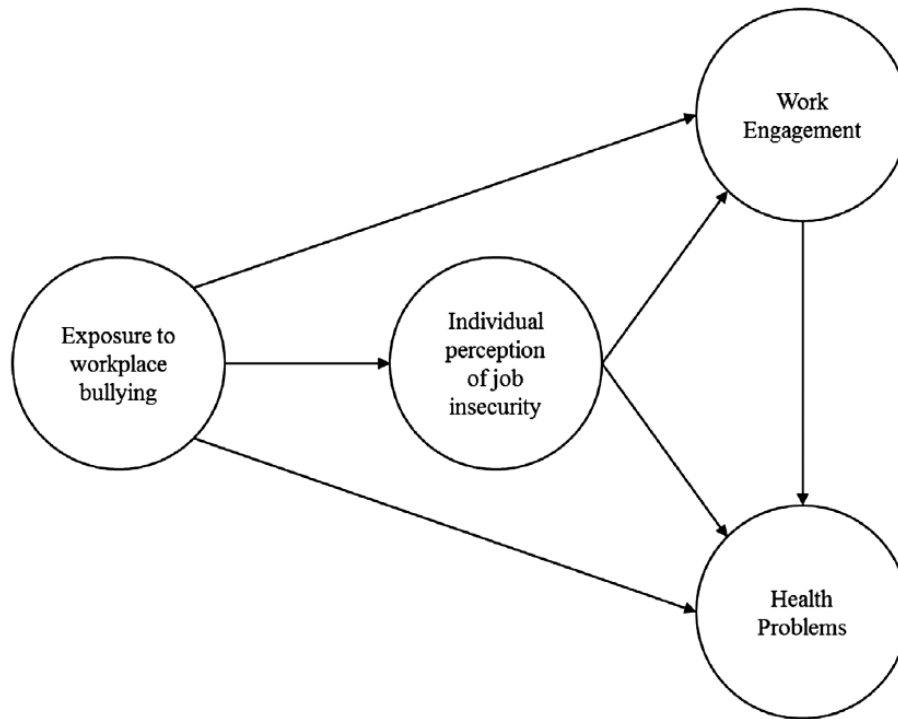 Work
Engagement
Exposure to
workplace
bullying
Individual
perception
of job
insecurity
Health
Problems